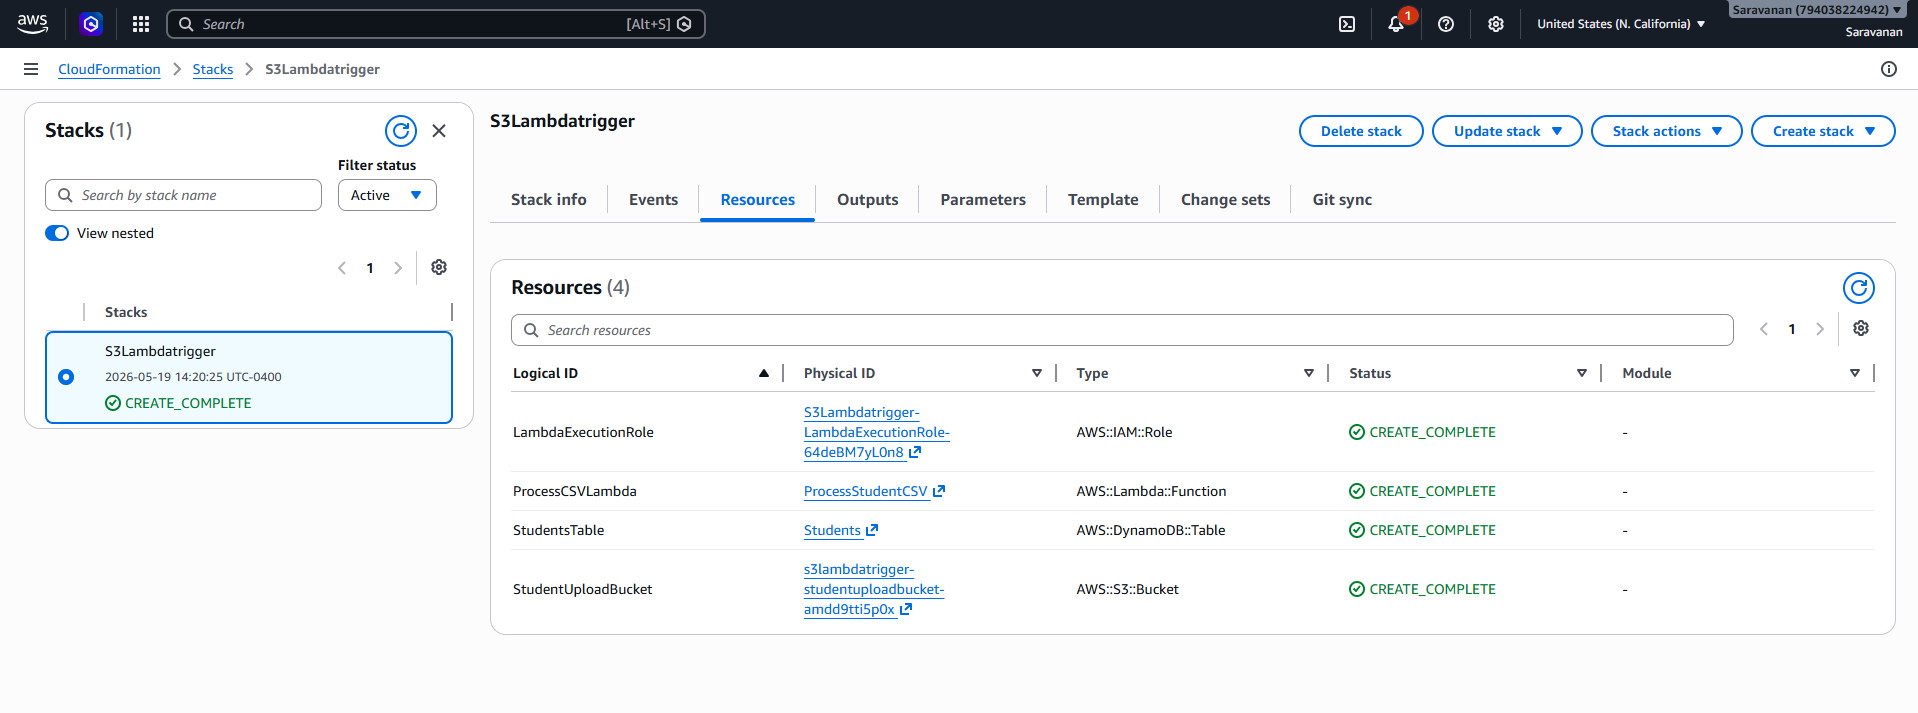 aws
Search
[Alt+S]
1
United States (N. California)
Saravanan (794038224942)
Saravanan
CloudFormation
Stacks
S3Lambdatrigger
Stacks (1)
Filter status
Search by stack name
Active
View nested
1
Stacks
S3Lambdatrigger
2026-05-19 14:20:25 UTC-0400
CREATE_COMPLETE
S3Lambdatrigger
Delete stack
Update stack
Stack actions
Create stack
Stack info
Events
Resources
Outputs
Parameters
Template
Change sets
Git sync
Resources (4)
Search resources
1
Logical ID
Physical ID
Type
Status
Module
LambdaExecutionRole
S3Lambdatrigger-
LambdaExecutionRole-
64deBM7yL0n8
AWS::IAM::Role
CREATE_COMPLETE
-
ProcessCSVLambda
ProcessStudentCSV
AWS::Lambda::Function
CREATE_COMPLETE
-
StudentsTable
Students
AWS::DynamoDB::Table
CREATE_COMPLETE
-
StudentUploadBucket
s3lambdatrigger-
studentuploadbucket-
amdd9tti5p0x
AWS::S3::Bucket
CREATE_COMPLETE
-